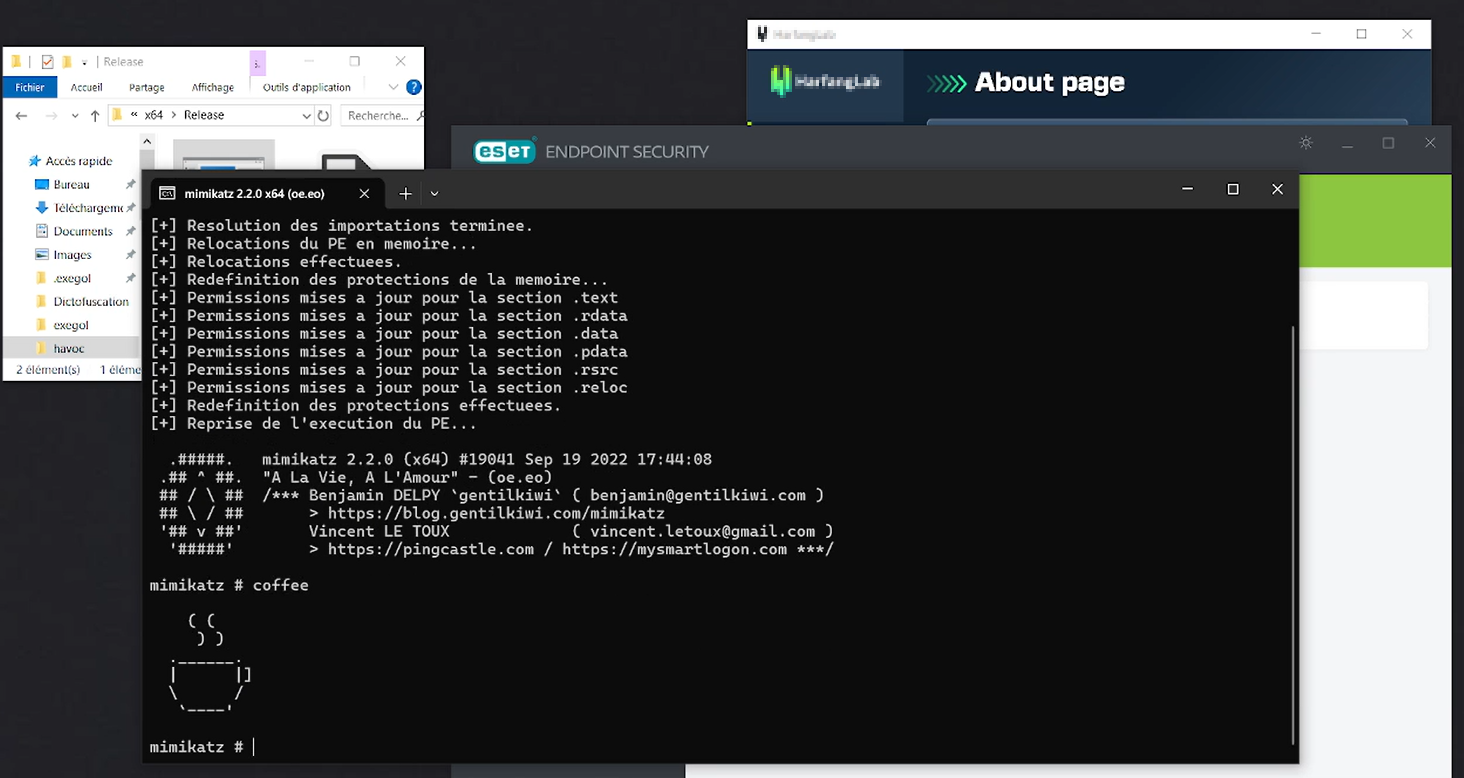 Release
Fichier Accueil Partage Affichage Outils d'application
« x64 > Release
Recherche...
Accès rapide
Bureau
Téléchargeme
Documents
Images
.exegol
Dictofuscation
exegol
havoc
2 élément(s) 1 éléme
HarfangLab
HarfangLab
About page
eset ENDPOINT SECURITY
mimikatz 2.2.0 x64 (oe.eo)
[+] Resolution des importations terminee.
[+] Relocations du PE en memoire...
[+] Relocations effectuees.
[+] Redefinition des protections de la memoire...
[+] Permissions mises a jour pour la section .text
[+] Permissions mises a jour pour la section .rdata
[+] Permissions mises a jour pour la section .data
[+] Permissions mises a jour pour la section .pdata
[+] Permissions mises a jour pour la section .rsrc
[+] Permissions mises a jour pour la section .reloc
[+] Redefinition des protections effectuees.
[+] Reprise de l'execution du PE...
.#####. mimikatz 2.2.0 (x64) #19041 Sep 19 2022 17:44:08
.## ^ ##. "A La Vie, A L'Amour" - (oe.eo)
## / \ ## /*** Benjamin DELPY `gentilkiwi` ( benjamin@gentilkiwi.com )
## \ / ## > https://blog.gentilkiwi.com/mimikatz
'## v ##' Vincent LE TOUX ( vincent.letoux@gmail.com )
'#####' > https://pingcastle.com / https://mysmartlogon.com ***/
mimikatz # coffee
( (
) )
.______.
|      |]
\      /
`----'
mimikatz #